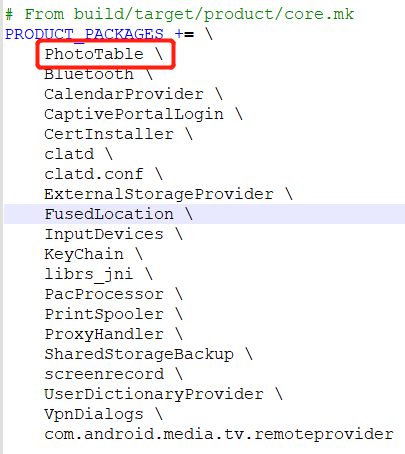 # From build/target/product/core.mk
PRODUCT_PACKAGES += \
PhotoTable \
Bluetooth \
CalendarProvider \
CaptivePortalLogin \
CertInstaller \
clatd \
clatd.conf \
ExternalStorageProvider \
FusedLocation \
InputDevices \
KeyChain \
librs_jni \
PacProcessor \
PrintSpooler \
ProxyHandler \
SharedStorageBackup \
screenrecord \
UserDictionaryProvider \
VpnDialogs \
com.android.media.tv.remoteprovider